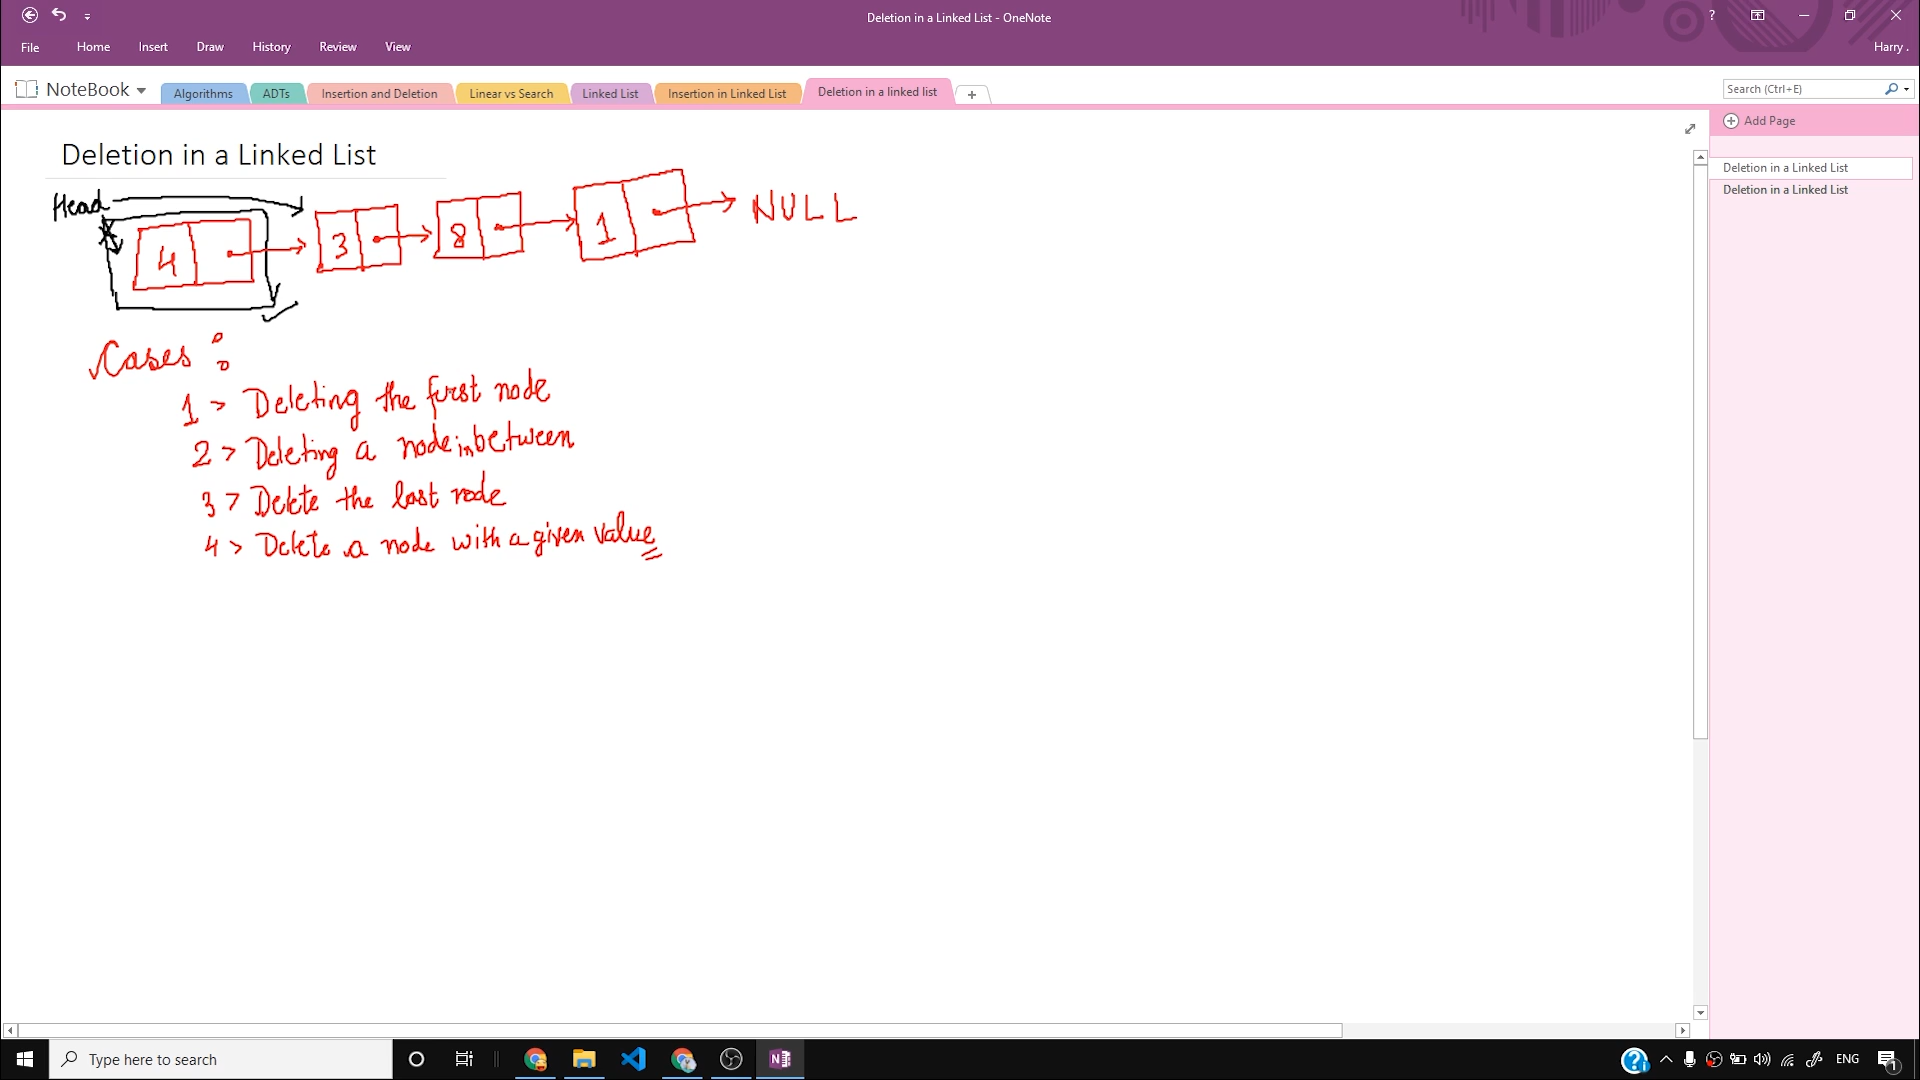 Deletion in a Linked List - OneNote
?
File Home Insert Draw History Review View
Harry .
NoteBook Algorithms ADTs Insertion and Deletion Linear vs Search Linked List Insertion in Linked List Deletion in a linked list +
Search (Ctrl+E)
Add Page
Deletion in a Linked List
Deletion in a Linked List
Deletion in a Linked List
Head
4 3 8 1 NULL
Cases :
1 > Deleting the first node
2 > Deleting a node in between
3 > Delete the last node
4 > Delete a node with a given value
Type here to search
ENG
1